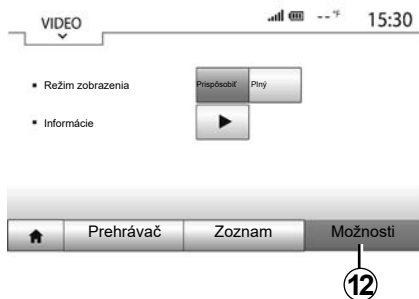 VIDEO --°F 15:30
Režim zobrazenia Prispôsobiť Plný
Informácie
Prehrávač Zoznam Možnosti
12